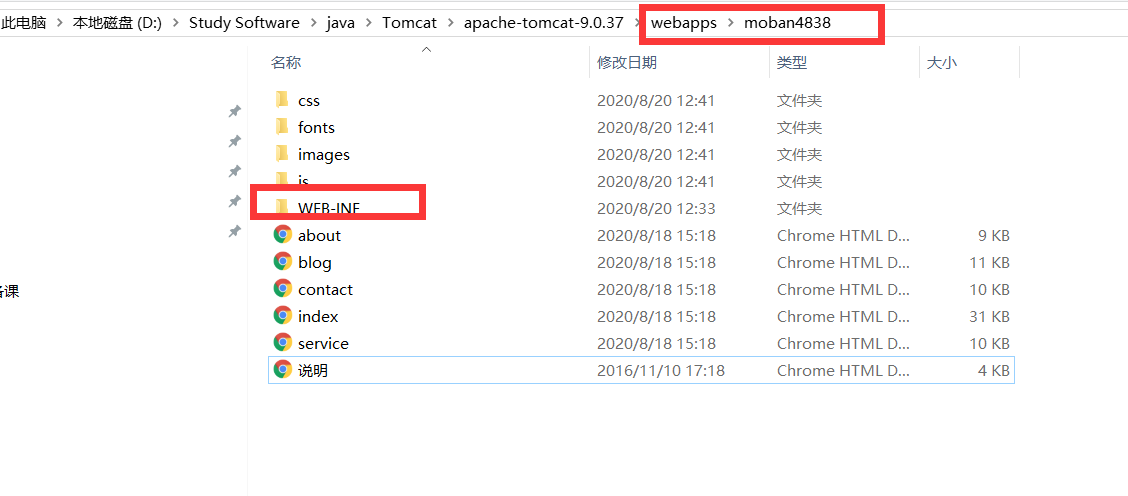 此电脑 > 本地磁盘 (D:) > Study Software > java > Tomcat > apache-tomcat-9.0.37 > webapps > moban4838
名称 修改日期 类型 大小
css 2020/8/20 12:41 文件夹
fonts 2020/8/20 12:41 文件夹
images 2020/8/20 12:41 文件夹
js 2020/8/20 12:41 文件夹
WEB-INF 2020/8/20 12:33 文件夹
about 2020/8/18 15:18 Chrome HTML D... 9 KB
blog 2020/8/18 15:18 Chrome HTML D... 11 KB
contact 2020/8/18 15:18 Chrome HTML D... 10 KB
index 2020/8/18 15:18 Chrome HTML D... 31 KB
service 2020/8/18 15:18 Chrome HTML D... 10 KB
说明 2016/11/10 17:18 Chrome HTML D... 4 KB
课